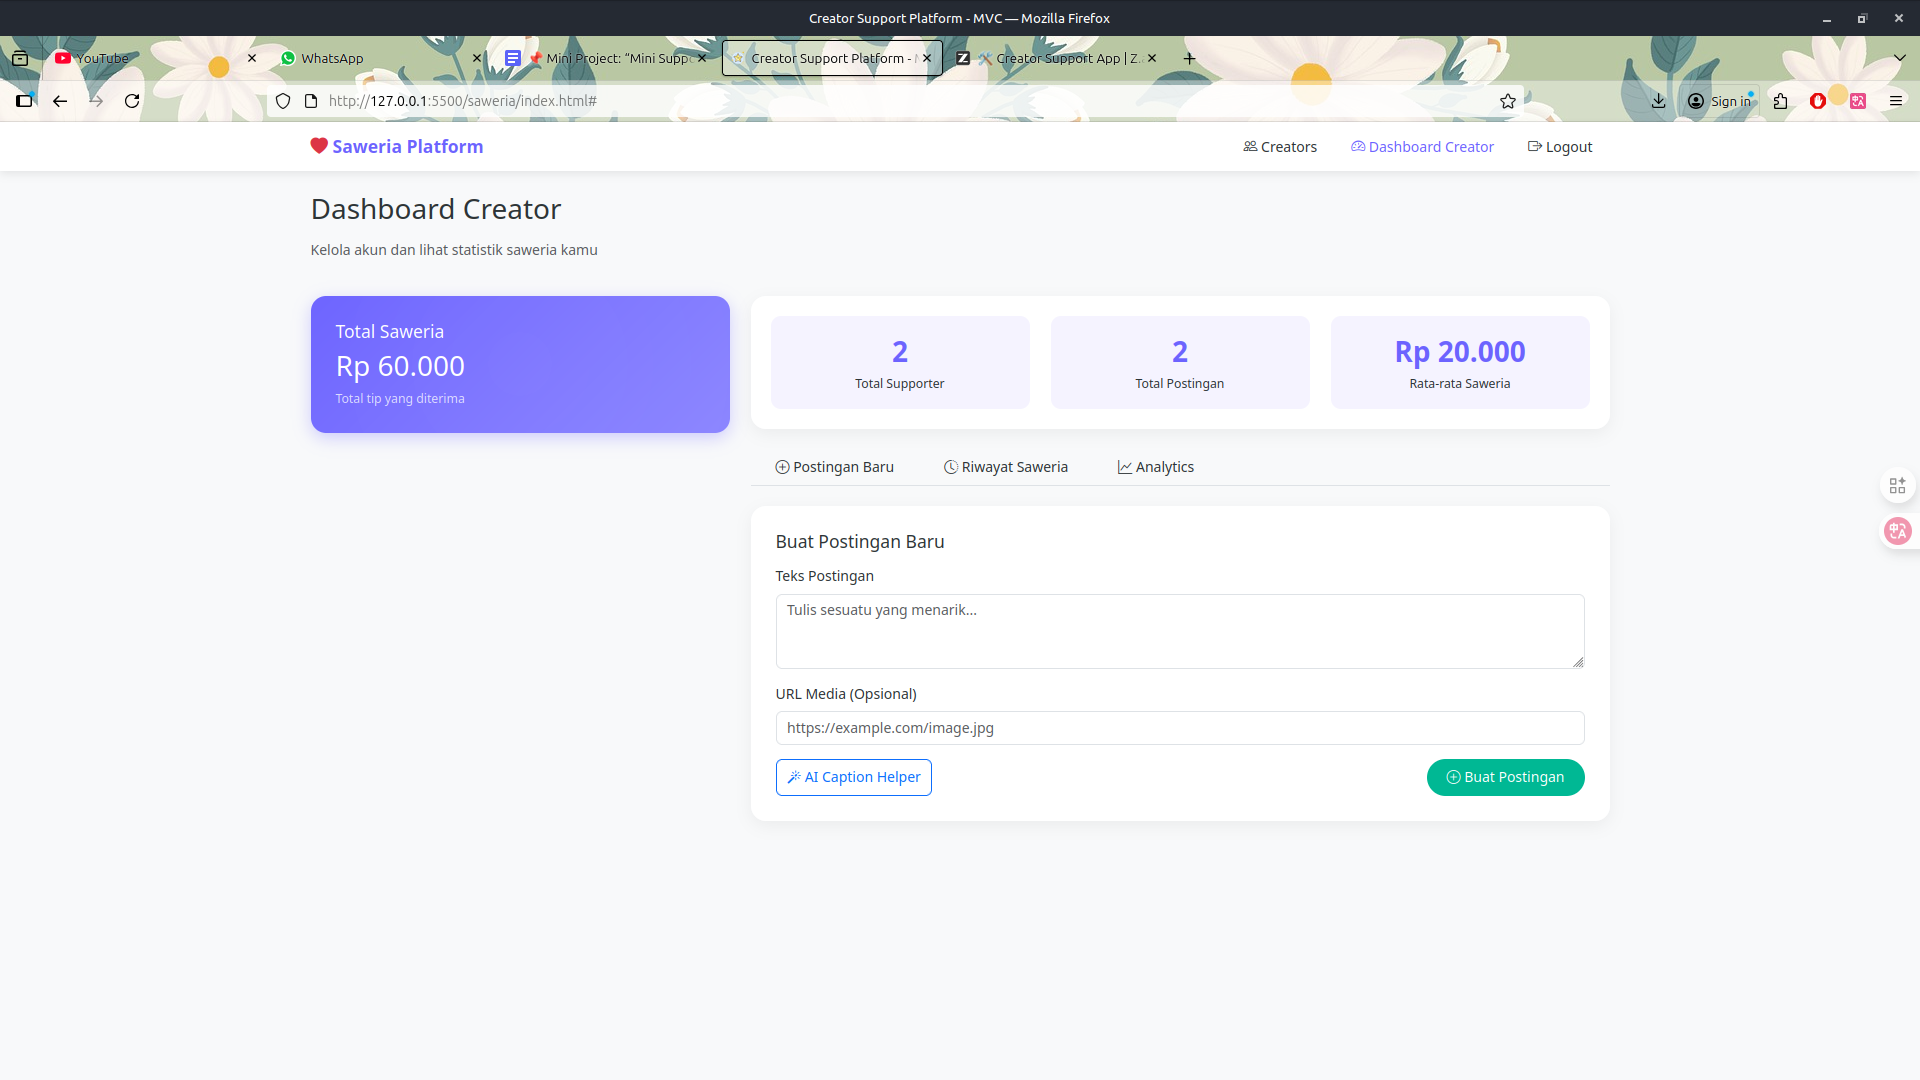 Creator Support Platform - MVC — Mozilla Firefox
YouTube
WhatsApp
📌 Mini Project: “Mini Supp
Creator Support Platform -
🛠️ Creator Support App | Z.
http://127.0.0.1:5500/saweria/index.html#
Sign in
Saweria Platform
Creators
Dashboard Creator
Logout
Dashboard Creator
Kelola akun dan lihat statistik saweria kamu
Total Saweria
Rp 60.000
Total tip yang diterima
2
Total Supporter
2
Total Postingan
Rp 20.000
Rata-rata Saweria
Postingan Baru
Riwayat Saweria
Analytics
Buat Postingan Baru
Teks Postingan
Tulis sesuatu yang menarik...
URL Media (Opsional)
https://example.com/image.jpg
AI Caption Helper
Buat Postingan